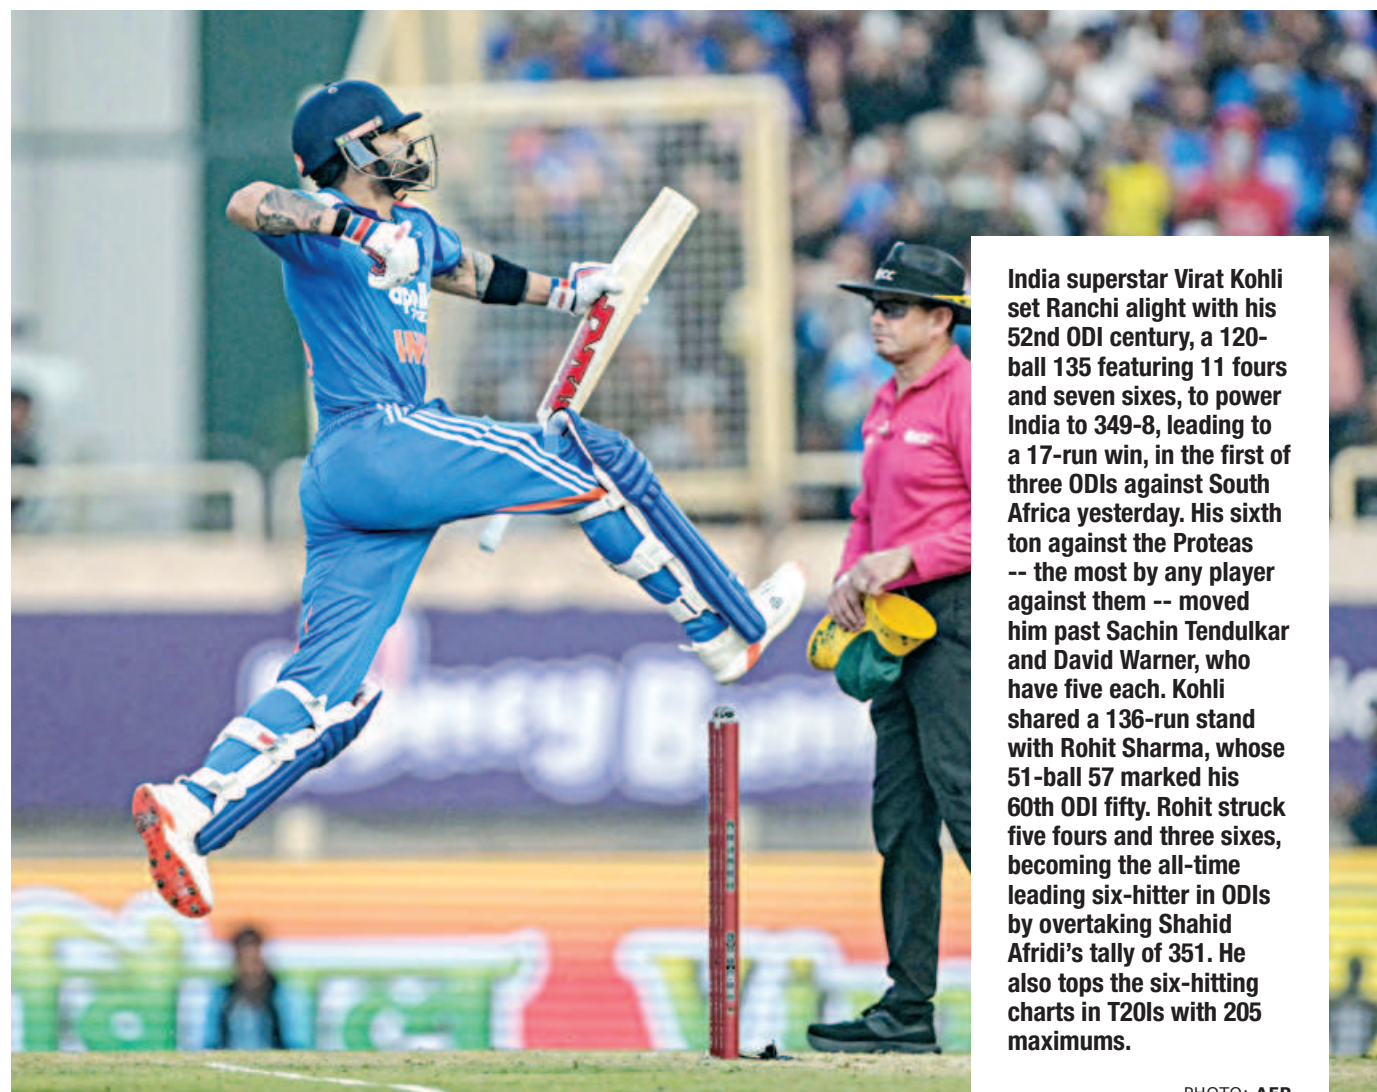 India superstar Virat Kohli
set Ranchi alight with his
52nd ODI century, a 120-
ball 135 featuring 11 fours
and seven sixes, to power
India to 349-8, leading to
a 17-run win, in the first of
three ODIs against South
Africa yesterday. His sixth
ton against the Proteas
-- the most by any player
against them -- moved
him past Sachin Tendulkar
and David Warner, who
have five each. Kohli
shared a 136-run stand
with Rohit Sharma, whose
51-ball 57 marked his
60th ODI fifty. Rohit struck
five fours and three sixes,
becoming the all-time
leading six-hitter in ODIs
by overtaking Shahid
Afridi's tally of 351. He
also tops the six-hitting
charts in T20Is with 205
maximums.
PHOTO: AFP